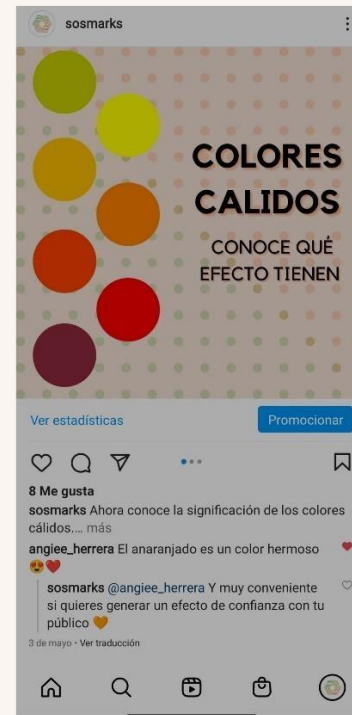 sosmarks
COLORES
CALIDOS
CONOCE QUÉ
EFECTO TIENEN
Ver estadísticas
Promocionar
8 Me gusta
sosmarks Ahora conoce la significación de los colores
cálidos.... más
angiee_herrera El anaranjado es un color hermoso
😍❤️
sosmarks @angiee_herrera Y muy conveniente
si quieres generar un efecto de confianza con tu
público 🧡
3 de mayo • Ver traducción